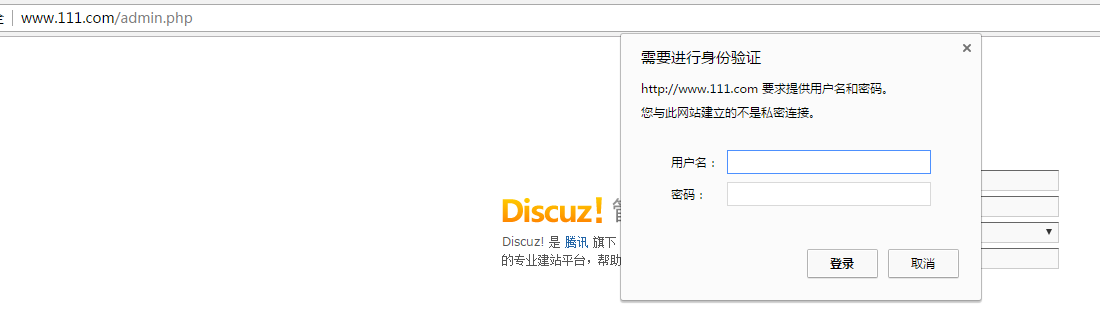 www.111.com/admin.php
需要进行身份验证
http://www.111.com 要求提供用户名和密码。
您与此网站建立的不是私密连接。
用户名：
密码：
Discuz!
Discuz! 是 腾讯 旗下
的专业建站平台，帮助
登录
取消